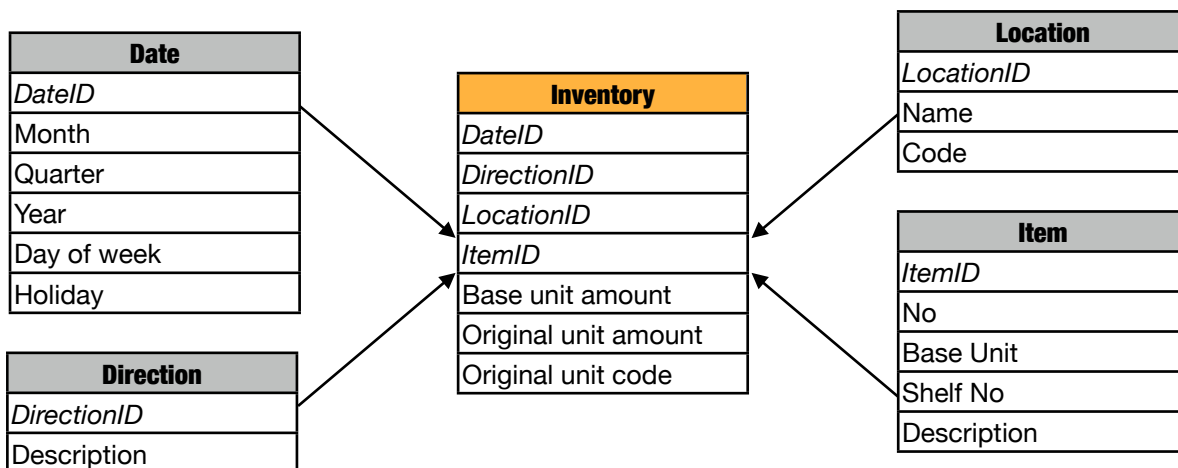 Date
DateID
Month
Quarter
Year
Day of week
Holiday
Direction
DirectionID
Description
Inventory
DateID
DirectionID
LocationID
ItemID
Base unit amount
Original unit amount
Original unit code
Location
LocationID
Name
Code
Item
ItemID
No
Base Unit
Shelf No
Description